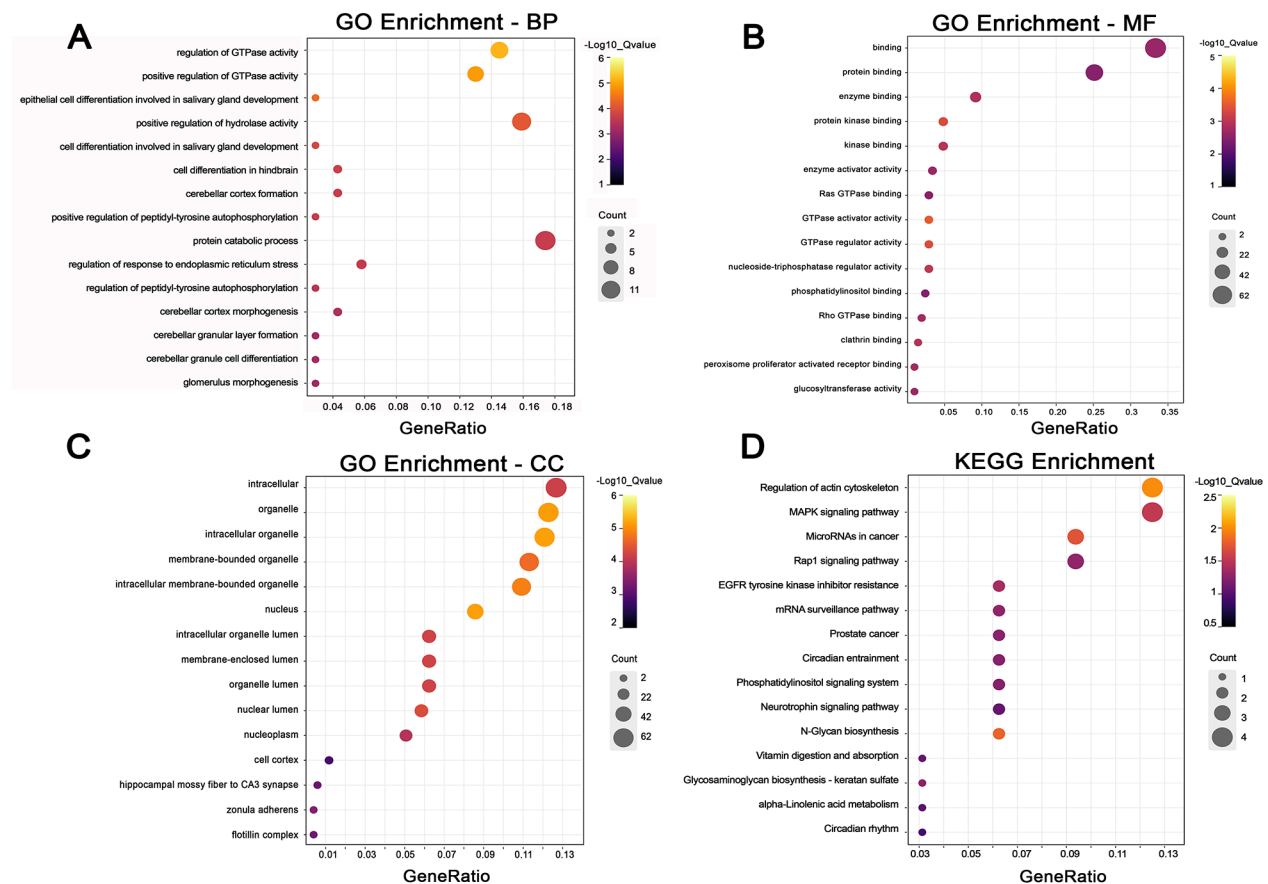 A
GO Enrichment - BP
regulation of GTPase activity
positive regulation of GTPase activity
epithelial cell differentiation involved in salivary gland development
positive regulation of hydrolase activity
cell differentiation involved in salivary gland development
cell differentiation in hindbrain
cerebellar cortex formation
positive regulation of peptidyl-tyrosine autophosphorylation
protein catabolic process
regulation of response to endoplasmic reticulum stress
regulation of peptidyl-tyrosine autophosphorylation
cerebellar cortex morphogenesis
cerebellar granular layer formation
cerebellar granule cell differentiation
glomerulus morphogenesis
0.04 0.06 0.08 0.10 0.12 0.14 0.16 0.18
GeneRatio
-Log10_Qvalue
6
5
4
3
2
1
Count
2
5
8
11
B
GO Enrichment - MF
binding
protein binding
enzyme binding
protein kinase binding
kinase binding
enzyme activator activity
Ras GTPase binding
GTPase activator activity
GTPase regulator activity
nucleoside-triphosphatase regulator activity
phosphatidylinositol binding
Rho GTPase binding
clathrin binding
peroxisome proliferator activated receptor binding
glucosyltransferase activity
0.05 0.1 0.15 0.20 0.25 0.3 0.35
GeneRatio
-log10_Qvalue
5
4
3
2
1
Count
2
22
42
62
C
GO Enrichment - CC
intracellular
organelle
intracellular organelle
membrane-bounded organelle
intracellular membrane-bounded organelle
nucleus
intracellular organelle lumen
membrane-enclosed lumen
organelle lumen
nuclear lumen
nucleoplasm
cell cortex
hippocampal mossy fiber to CA3 synapse
zonula adherens
flotillin complex
0.01 0.03 0.05 0.07 0.09 0.11 0.13
GeneRatio
-Log10_Qvalue
6
5
4
3
2
Count
2
22
42
62
D
KEGG Enrichment
Regulation of actin cytoskeleton
MAPK signaling pathway
MicroRNAs in cancer
Rap1 signaling pathway
EGFR tyrosine kinase inhibitor resistance
mRNA surveillance pathway
Prostate cancer
Circadian entrainment
Phosphatidylinositol signaling system
Neurotrophin signaling pathway
N-Glycan biosynthesis
Vitamin digestion and absorption
Glycosaminoglycan biosynthesis - keratan sulfate
alpha-Linolenic acid metabolism
Circadian rhythm
0.03 0.05 0.07 0.09 0.11 0.13
GeneRatio
-Log10_Qvalue
2.5
2
1.5
1
0.5
Count
1
2
3
4